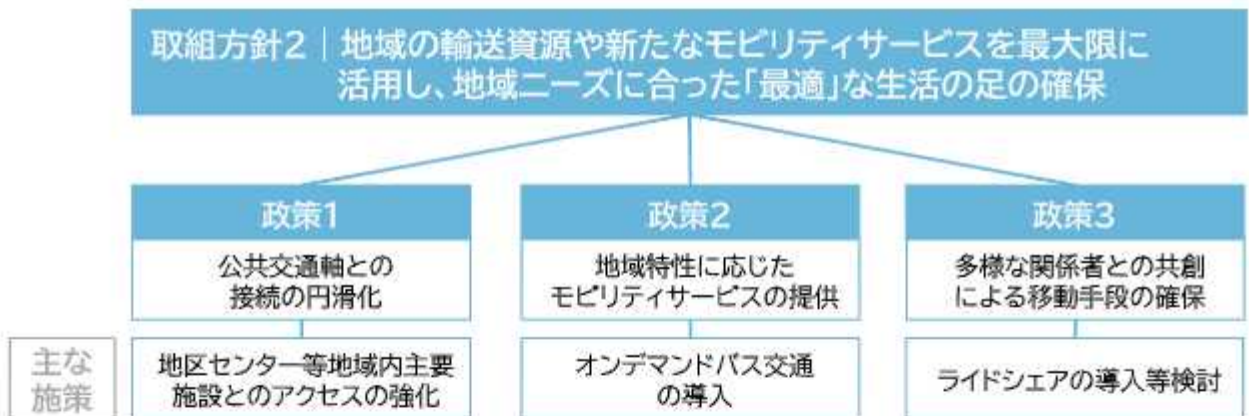 取組方針2｜地域の輸送資源や新たなモビリティサービスを最大限に
活用し、地域ニーズに合った「最適」な生活の足の確保
政策1
公共交通軸との
接続の円滑化
政策2
地域特性に応じた
モビリティサービスの提供
政策3
多様な関係者との共創
による移動手段の確保
主な
施策
地区センター等地域内主要
施設とのアクセスの強化
オンデマンドバス交通
の導入
ライドシェアの導入等検討